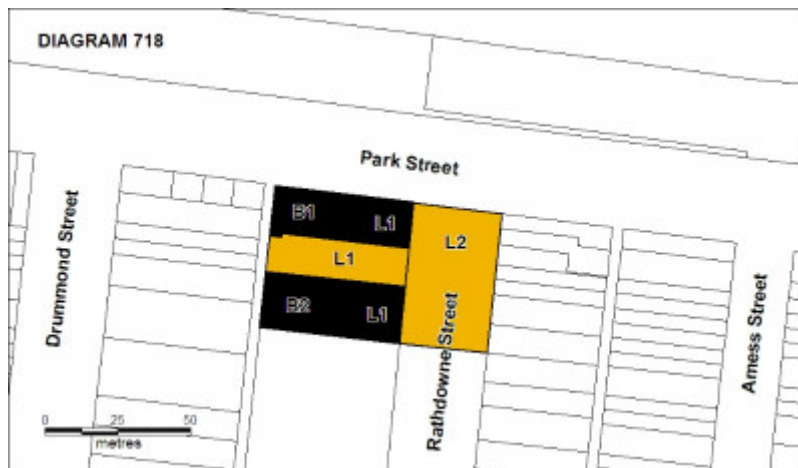 DIAGRAM 718
Park Street
B1 L1
L1
L2
B2 L1
Drummond Street
Rathdowne Street
Amess Street
0 25 50
metres